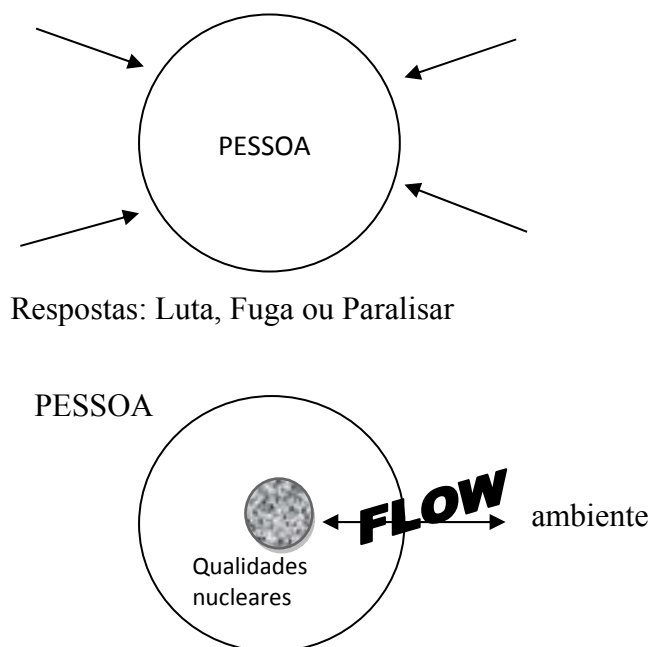 PESSOA
Respostas: Luta, Fuga ou Paralisar
PESSOA
FLOW
ambiente
Qualidades
nucleares